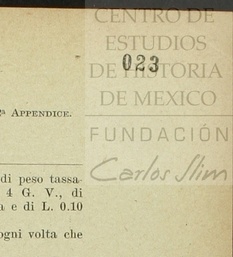 CENTRO DE
ESTUDIOS
023
DE HISTORIA
DE MEXICO
FUNDACIÓN
Carlos Slim
APPENDICE.
di peso tassa-
4 G. V., di
a e di L. 0.10
ogni volta che